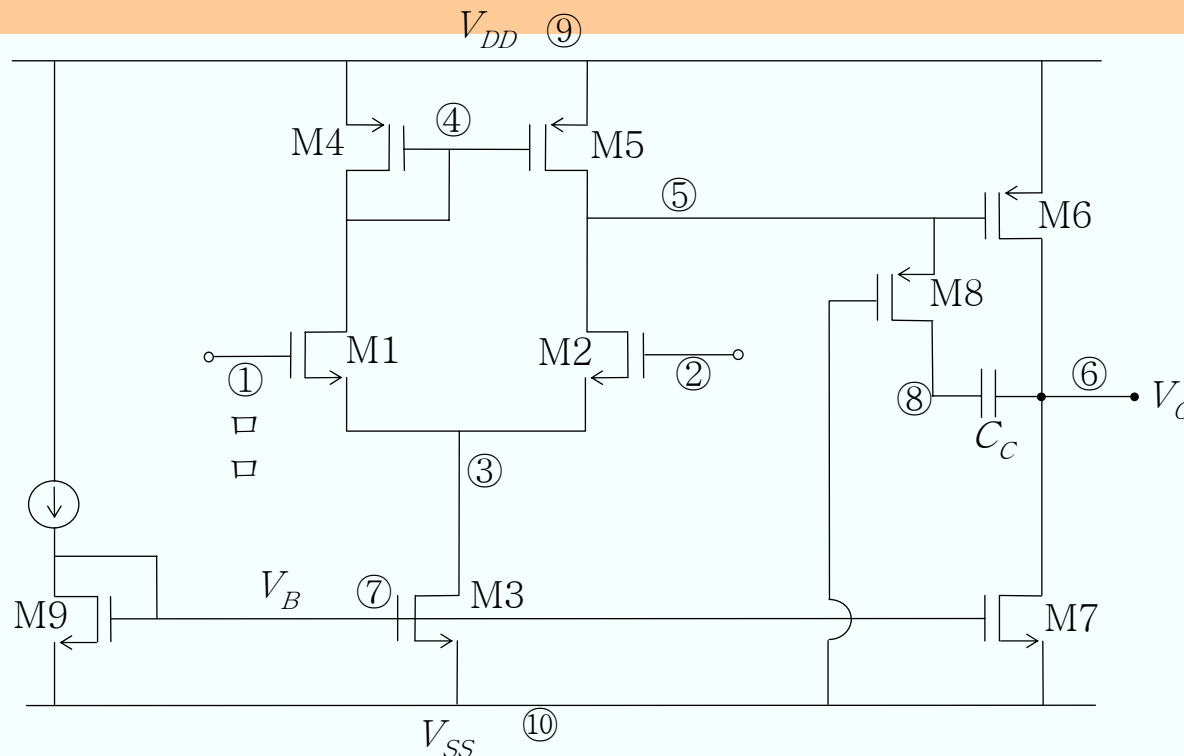 V_DD ⑨
M4 ④ M5
⑤ M6
M8
M1 M2
① ② ⑥
⑧ V
C_C
ㅁ
ㅁ
③
V_B ⑦ M3
M9 M7
V_SS ⑩